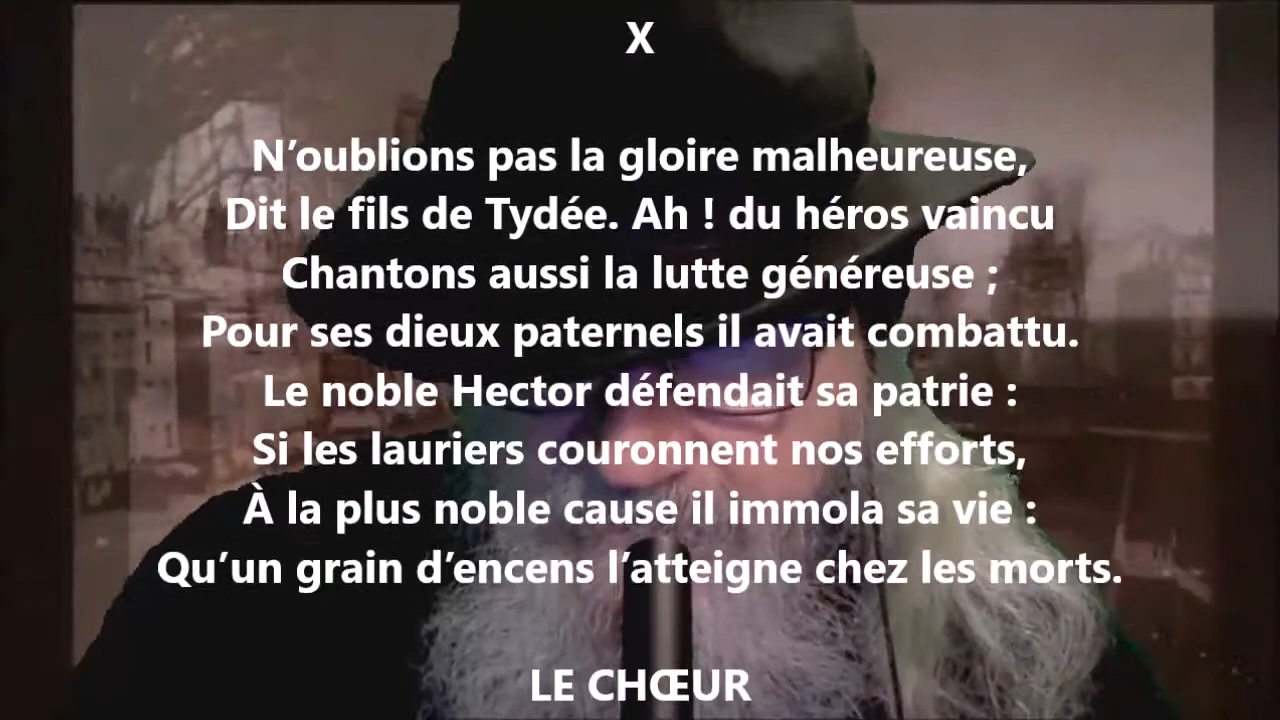 X
N’oublions pas la gloire malheureuse,
Dit le fils de Tydée. Ah ! du héros vaincu
Chantons aussi la lutte généreuse ;
Pour ses dieux paternels il avait combattu.
Le noble Hector défendait sa patrie :
Si les lauriers couronnent nos efforts,
À la plus noble cause il immola sa vie :
Qu’un grain d’encens l’atteigne chez les morts.
LE CHŒUR